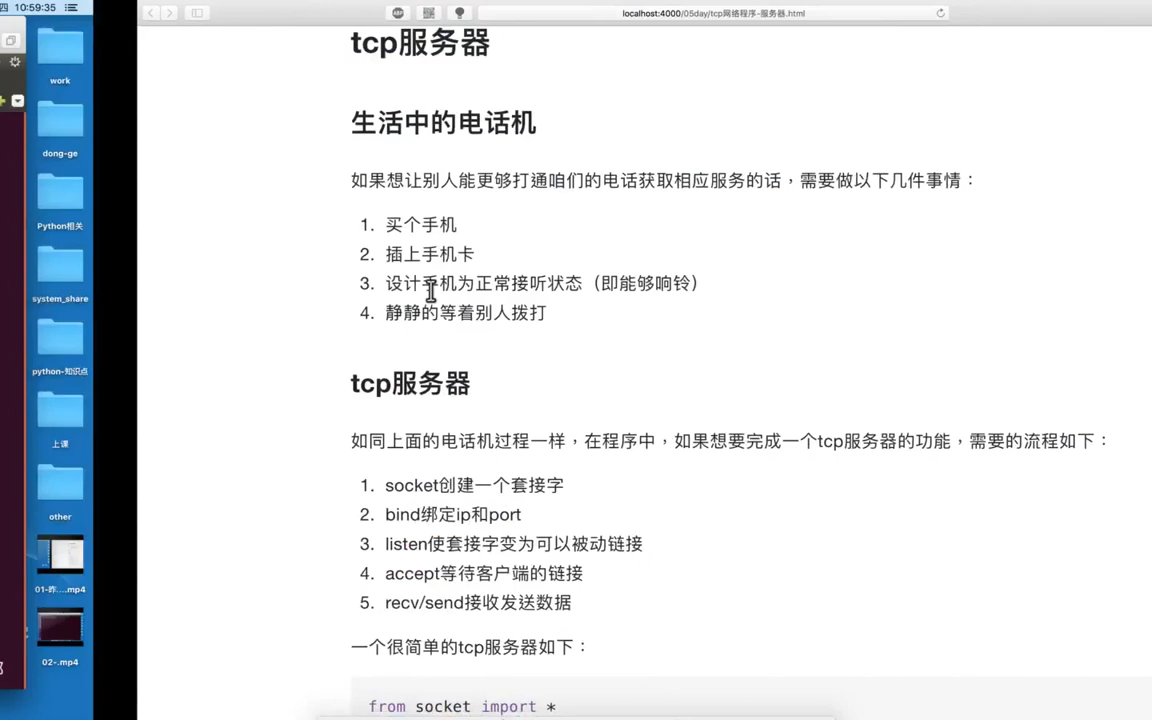 四 10:59:35
localhost:4000/05day/tcp网络程序-服务器.html
ABP
work
dong-ge
Python相关
system_share
python-知识点
上课
other
01-昨....mp4
02-.mp4
tcp服务器
生活中的电话机
如果想让别人能更够打通咱们的电话获取相应服务的话，需要做以下几件事情：
1. 买个手机
2. 插上手机卡
3. 设计手机为正常接听状态（即能够响铃）
4. 静静的等着别人拨打
tcp服务器
如同上面的电话机过程一样，在程序中，如果想要完成一个tcp服务器的功能，需要的流程如下：
1. socket创建一个套接字
2. bind绑定ip和port
3. listen使套接字变为可以被动链接
4. accept等待客户端的链接
5. recv/send接收发送数据
一个很简单的tcp服务器如下：
from socket import *